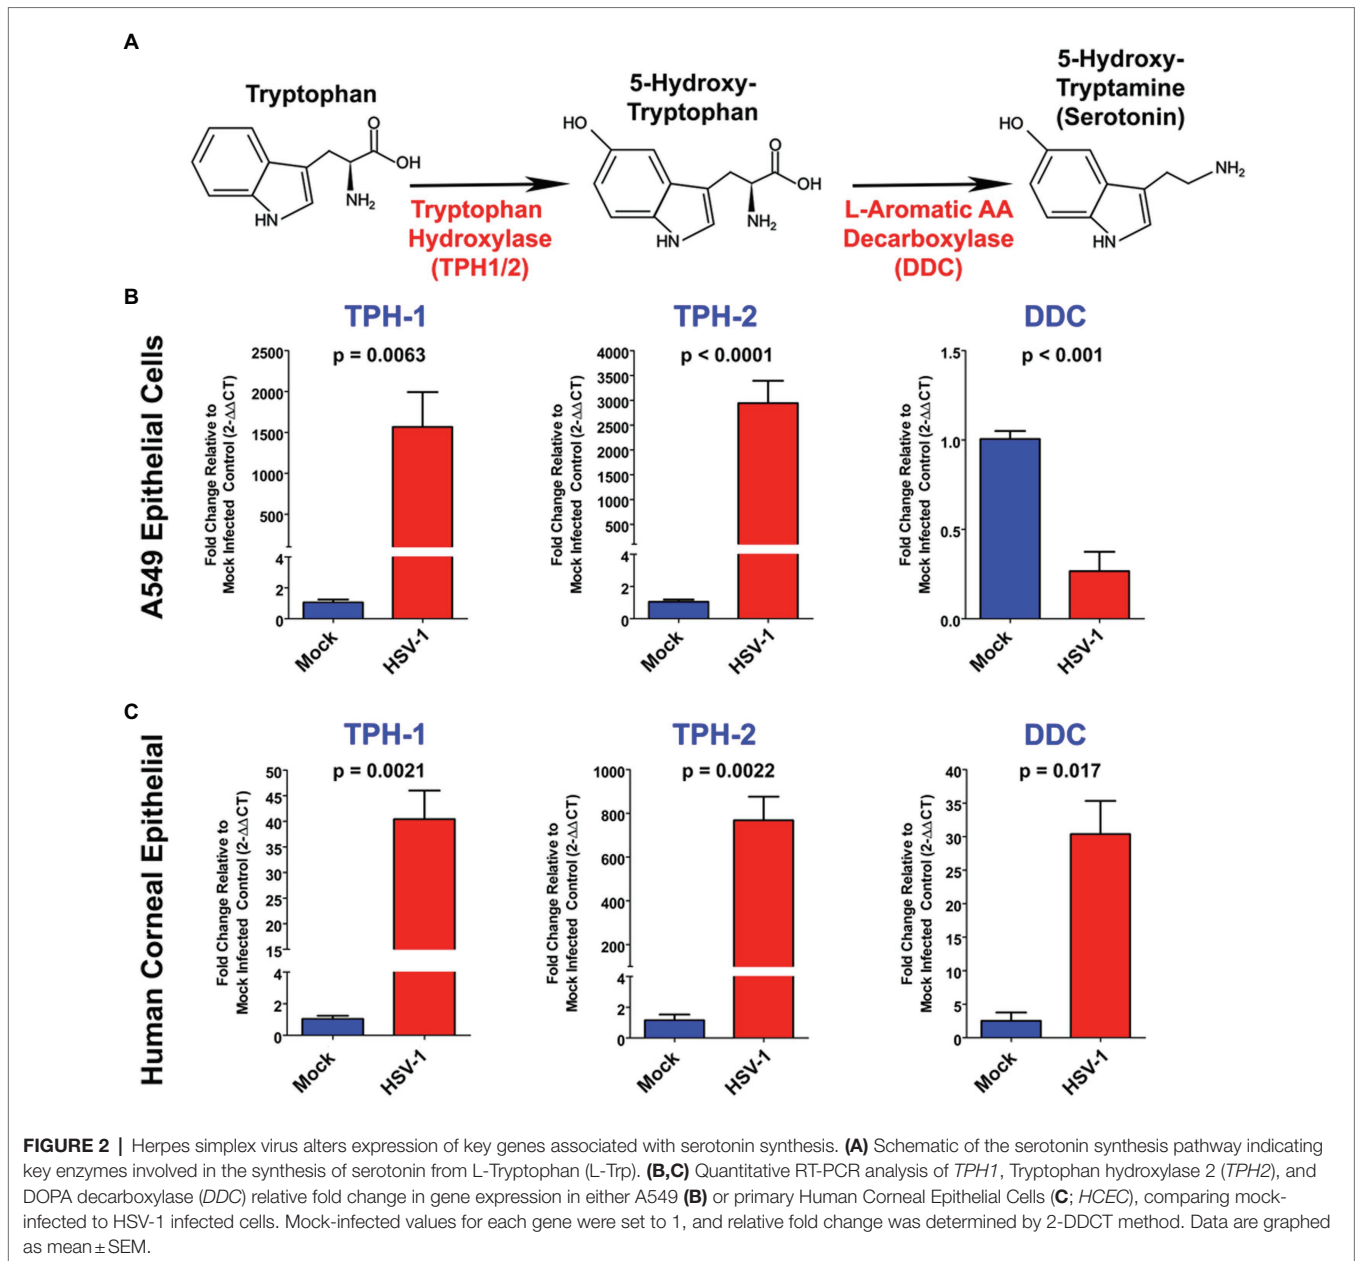 A
Tryptophan
O
OH
NH2
HN
Tryptophan
Hydroxylase
(TPH1/2)
5-Hydroxy-
Tryptophan
HO
O
OH
NH2
HN
L-Aromatic AA
Decarboxylase
(DDC)
5-Hydroxy-
Tryptamine
(Serotonin)
HO
NH2
HN
B
A549 Epithelial Cells
TPH-1
p = 0.0063
Fold Change Relative to
Mock Infected Control (2-ΔΔCT)
2500
2000
1500
1000
500
4
2
0
Mock
HSV-1
TPH-2
p < 0.0001
Fold Change Relative to
Mock Infected Control (2-ΔΔCT)
4000
3500
3000
2500
2000
1500
1000
500
4
2
0
Mock
HSV-1
DDC
p < 0.001
Fold Change Relative to
Mock Infected Control (2-ΔΔCT)
1.5
1.0
0.5
0.0
Mock
HSV-1
C
Human Corneal Epithelial
TPH-1
p = 0.0021
Fold Change Relative to
Mock Infected Control (2-ΔΔCT)
50
45
40
35
30
25
20
15
4
2
0
Mock
HSV-1
TPH-2
p = 0.0022
Fold Change Relative to
Mock Infected Control (2-ΔΔCT)
1000
800
600
400
200
4
2
0
Mock
HSV-1
DDC
p = 0.017
Fold Change Relative to
Mock Infected Control (2-ΔΔCT)
40
35
30
25
20
15
10
5
0
Mock
HSV-1
FIGURE 2 | Herpes simplex virus alters expression of key genes associated with serotonin synthesis. (A) Schematic of the serotonin synthesis pathway indicating
key enzymes involved in the synthesis of serotonin from L-Tryptophan (L-Trp). (B,C) Quantitative RT-PCR analysis of TPH1, Tryptophan hydroxylase 2 (TPH2), and
DOPA decarboxylase (DDC) relative fold change in gene expression in either A549 (B) or primary Human Corneal Epithelial Cells (C; HCEC), comparing mock-
infected to HSV-1 infected cells. Mock-infected values for each gene were set to 1, and relative fold change was determined by 2-DDCT method. Data are graphed
as mean±SEM.